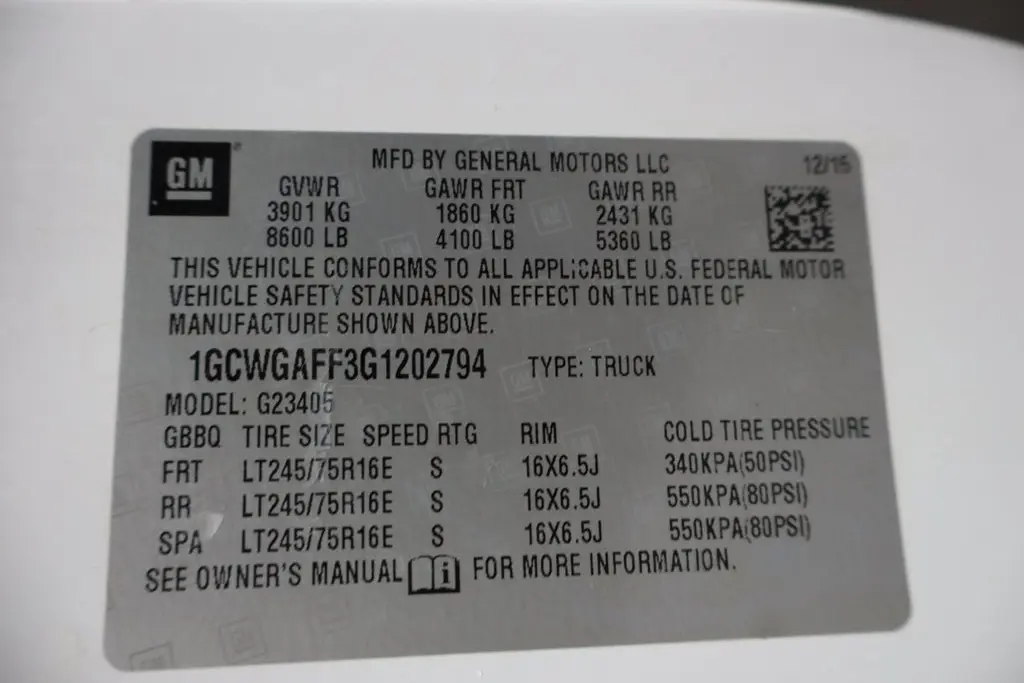 GM
MFD BY GENERAL MOTORS LLC 12/15
GVWR GAWR FRT GAWR RR
3901 KG 1860 KG 2431 KG
8600 LB 4100 LB 5360 LB
THIS VEHICLE CONFORMS TO ALL APPLICABLE U.S. FEDERAL MOTOR
VEHICLE SAFETY STANDARDS IN EFFECT ON THE DATE OF
MANUFACTURE SHOWN ABOVE.
1GCWGAFF3G1202794 TYPE: TRUCK
MODEL: G23405
GBBQ TIRE SIZE SPEED RTG RIM COLD TIRE PRESSURE
FRT LT245/75R16E S 16X6.5J 340KPA(50PSI)
RR LT245/75R16E S 16X6.5J 550KPA(80PSI)
SPA LT245/75R16E S 16X6.5J 550KPA(80PSI)
SEE OWNER'S MANUAL i FOR MORE INFORMATION.